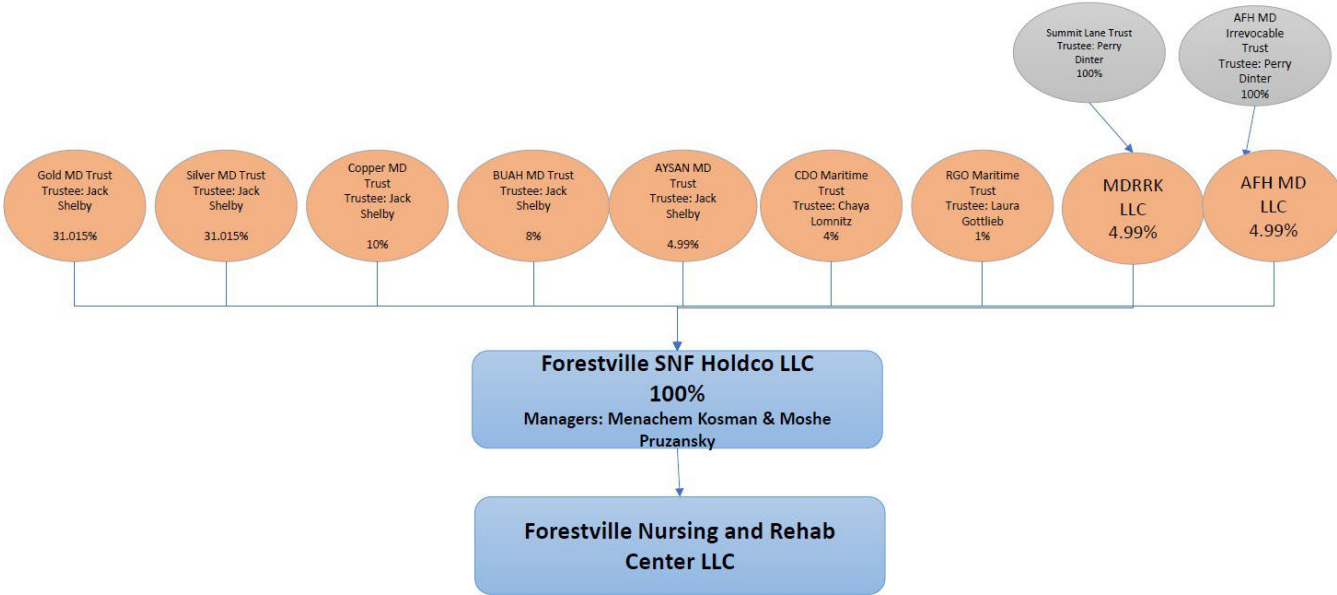 Summit Lane Trust
Trustee: Perry
Dinter
100%
AFH MD
Irrevocable
Trust
Trustee: Perry
Dinter
100%
Gold MD Trust
Trustee: Jack
Shelby
31.015%
Silver MD Trust
Trustee: Jack
Shelby
31.015%
Copper MD
Trust
Trustee: Jack
Shelby
10%
BUAH MD Trust
Trustee: Jack
Shelby
8%
AYSAN MD
Trust
Trustee: Jack
Shelby
4.99%
CDO Maritime
Trust
Trustee: Chaya
Lomnitz
4%
RGO Maritime
Trust
Trustee: Laura
Gottlieb
1%
MDRRK
LLC
4.99%
AFH MD
LLC
4.99%
Forestville SNF Holdco LLC
100%
Managers: Menachem Kosman & Moshe
Pruzansky
Forestville Nursing and Rehab
Center LLC